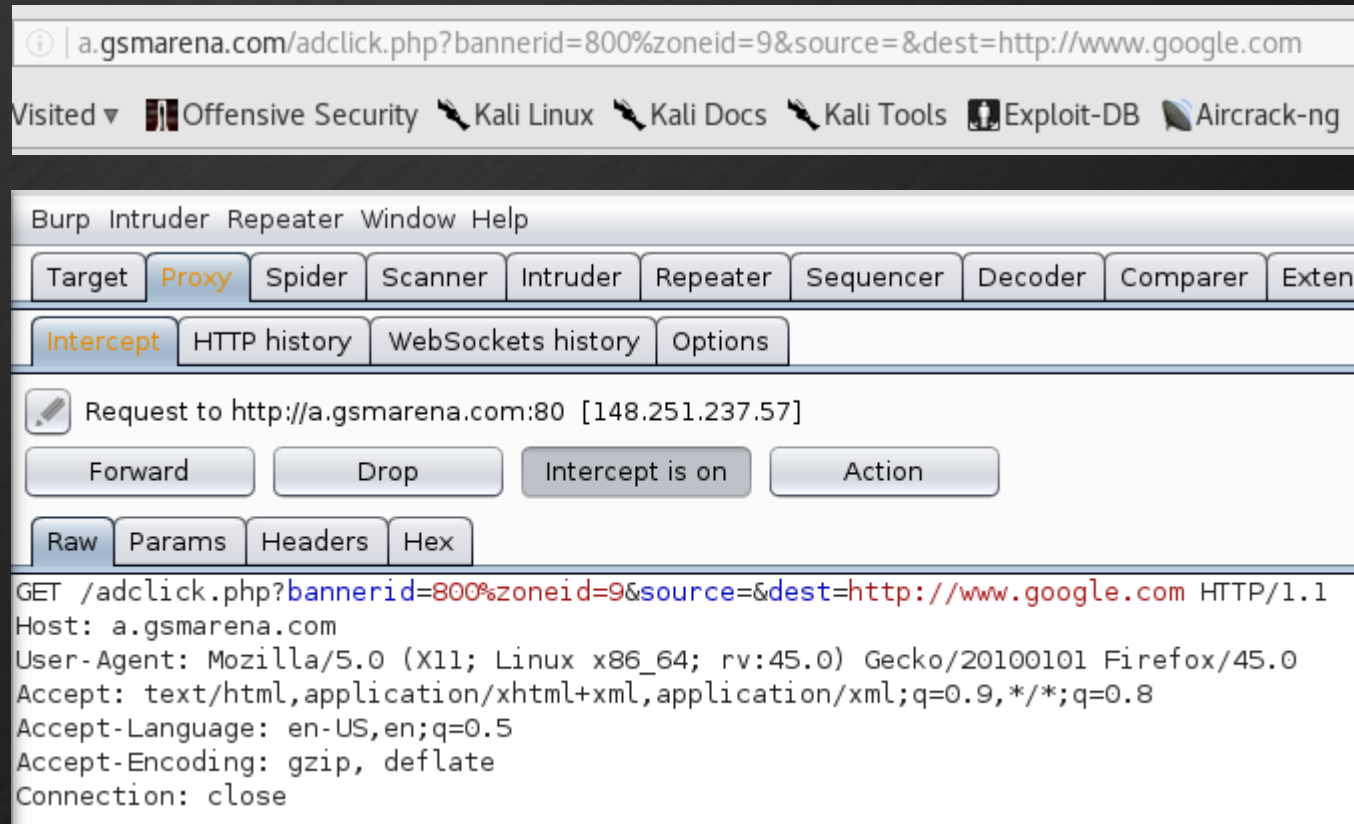 a.gsmarena.com/adclick.php?bannerid=800%zoneid=9&source=&dest=http://www.google.com
Visited Offensive Security Kali Linux Kali Docs Kali Tools Exploit-DB Aircrack-ng
Burp Intruder Repeater Window Help
Target Proxy Spider Scanner Intruder Repeater Sequencer Decoder Comparer Exten
Intercept HTTP history WebSockets history Options
Request to http://a.gsmarena.com:80 [148.251.237.57]
Forward Drop Intercept is on Action
Raw Params Headers Hex
GET /adclick.php?bannerid=800%zoneid=9&source=&dest=http://www.google.com HTTP/1.1
Host: a.gsmarena.com
User-Agent: Mozilla/5.0 (X11; Linux x86_64; rv:45.0) Gecko/20100101 Firefox/45.0
Accept: text/html,application/xhtml+xml,application/xml;q=0.9,*/*;q=0.8
Accept-Language: en-US,en;q=0.5
Accept-Encoding: gzip, deflate
Connection: close